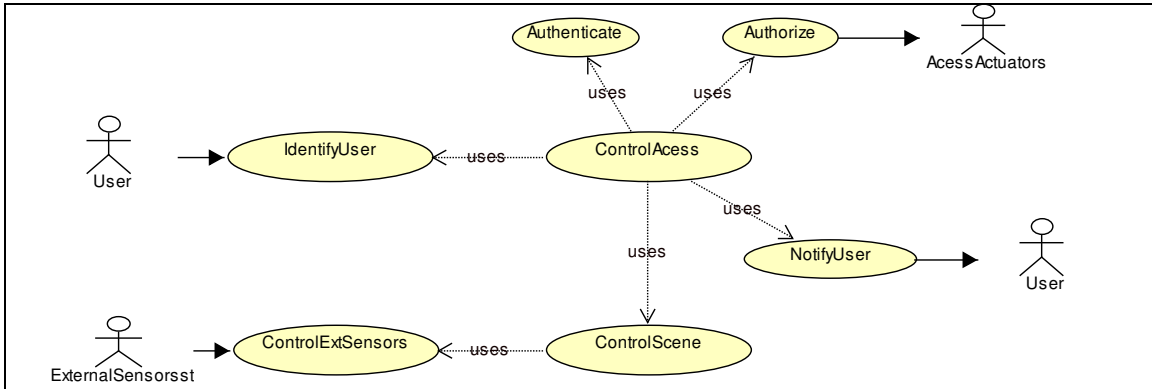 Authenticate
Authorize
AcessActuators
uses
uses
IdentifyUser
uses
ControlAcess
User
uses
uses
NotifyUser
User
ControlExtSensors
uses
ControlScene
ExternalSensorsst